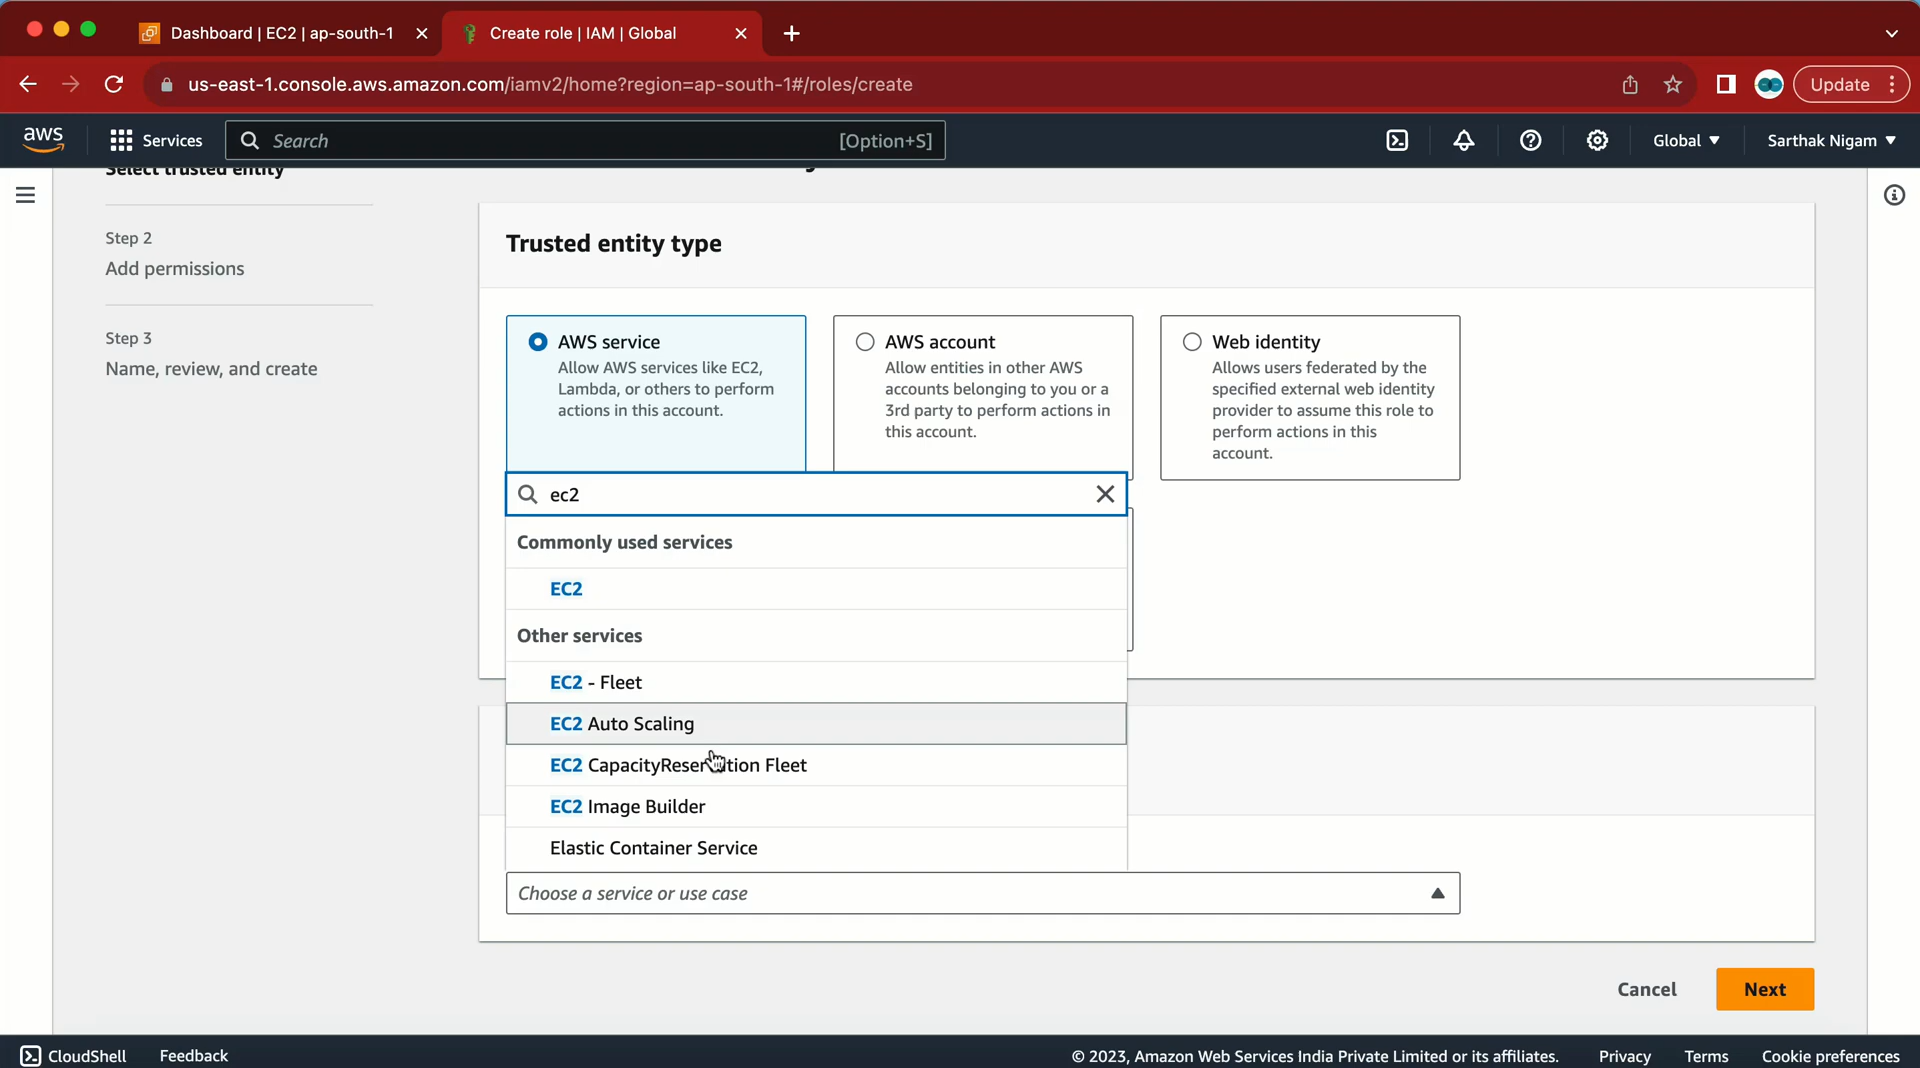 Dashboard | EC2 | ap-south-1
Create role | IAM | Global
us-east-1.console.aws.amazon.com/iamv2/home?region=ap-south-1#/roles/create
Update
aws
Services
Search
[Option+S]
Global
Sarthak Nigam
Select trusted entity
Step 2
Add permissions
Step 3
Name, review, and create
Trusted entity type
AWS service
Allow AWS services like EC2,
Lambda, or others to perform
actions in this account.
AWS account
Allow entities in other AWS
accounts belonging to you or a
3rd party to perform actions in
this account.
Web identity
Allows users federated by the
specified external web identity
provider to assume this role to
perform actions in this
account.
ec2
Commonly used services
EC2
Other services
EC2 - Fleet
EC2 Auto Scaling
EC2 CapacityReservation Fleet
EC2 Image Builder
Elastic Container Service
Choose a service or use case
Cancel
Next
CloudShell
Feedback
© 2023, Amazon Web Services India Private Limited or its affiliates.
Privacy
Terms
Cookie preferences